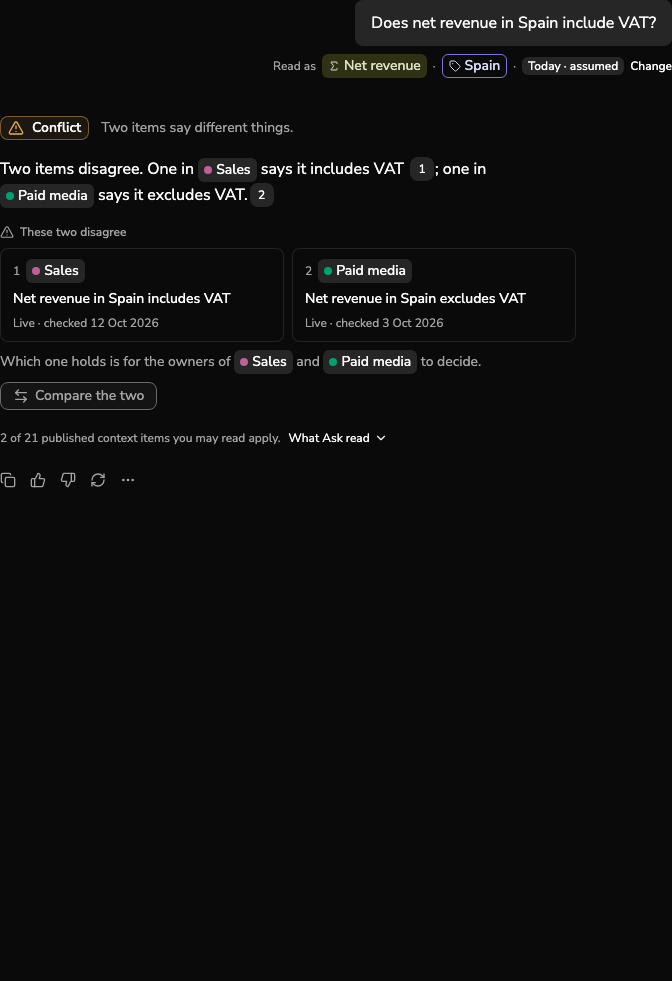 Does net revenue in Spain include VAT?
Read as Σ Net revenue · Spain · Today · assumed Change
Conflict Two items say different things.
Two items disagree. One in Sales says it includes VAT 1 ; one in
Paid media says it excludes VAT. 2
These two disagree
1 Sales
Net revenue in Spain includes VAT
Live · checked 12 Oct 2026
2 Paid media
Net revenue in Spain excludes VAT
Live · checked 3 Oct 2026
Which one holds is for the owners of Sales and Paid media to decide.
Compare the two
2 of 21 published context items you may read apply. What Ask read